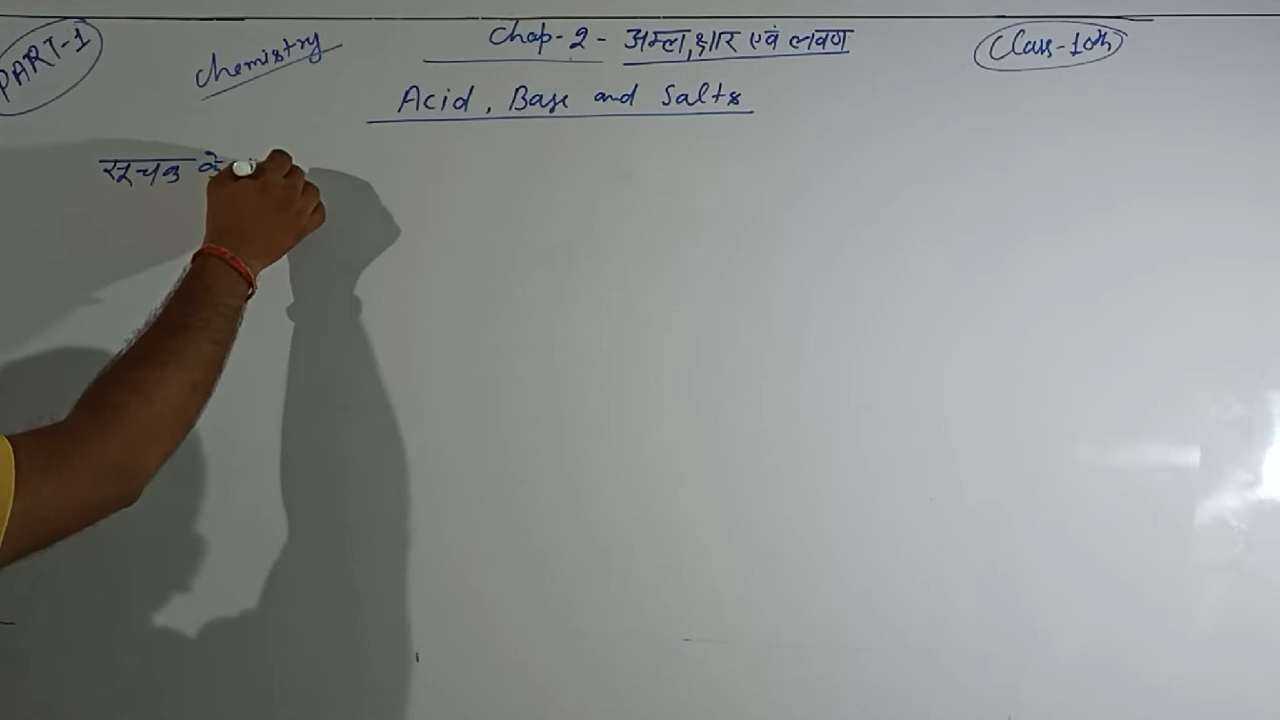 PART-1
Chemistry
Chap-2- अम्ल,क्षार एवं लवण
Class-10th
Acid, Base and Salts
सूचक के